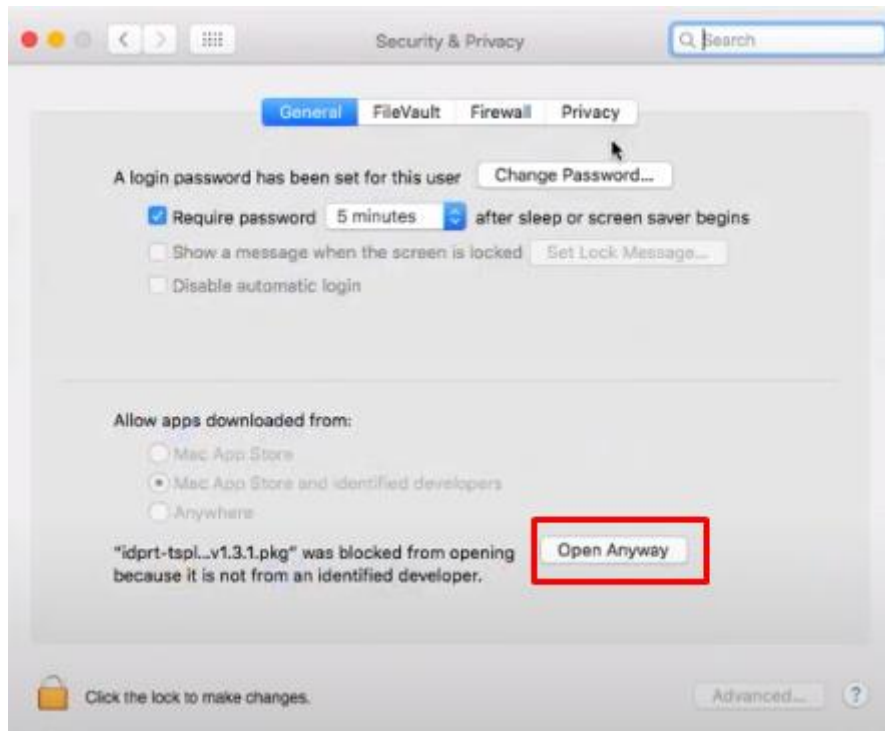 Security & Privacy
Search
General FileVault Firewall Privacy
A login password has been set for this user Change Password...
Require password 5 minutes after sleep or screen saver begins
Show a message when the screen is locked Set Lock Message...
Disable automatic login
Allow apps downloaded from:
Mac App Store
Mac App Store and identified developers
Anywhere
"idprt-tspl...v1.3.1.pkg" was blocked from opening Open Anyway
because it is not from an identified developer.
Click the lock to make changes. Advanced... ?